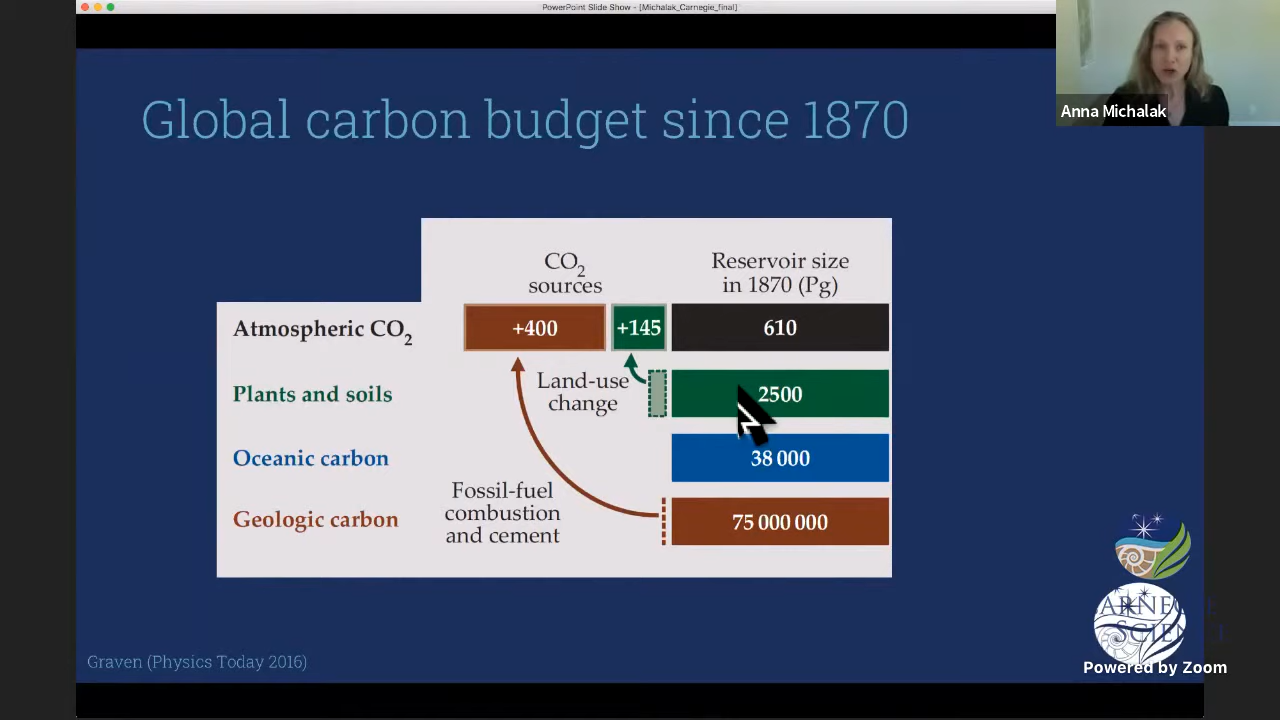 PowerPoint Slide Show - [Michalak_Carnegie_final]
Anna Michalak
Global carbon budget since 1870
CO2
sources
Reservoir size
in 1870 (Pg)
Atmospheric CO2
+400
+145
610
Plants and soils
Land-use
change
2500
Oceanic carbon
38 000
Geologic carbon
Fossil-fuel
combustion
and cement
75 000 000
Graven (Physics Today 2016)
Powered by Zoom